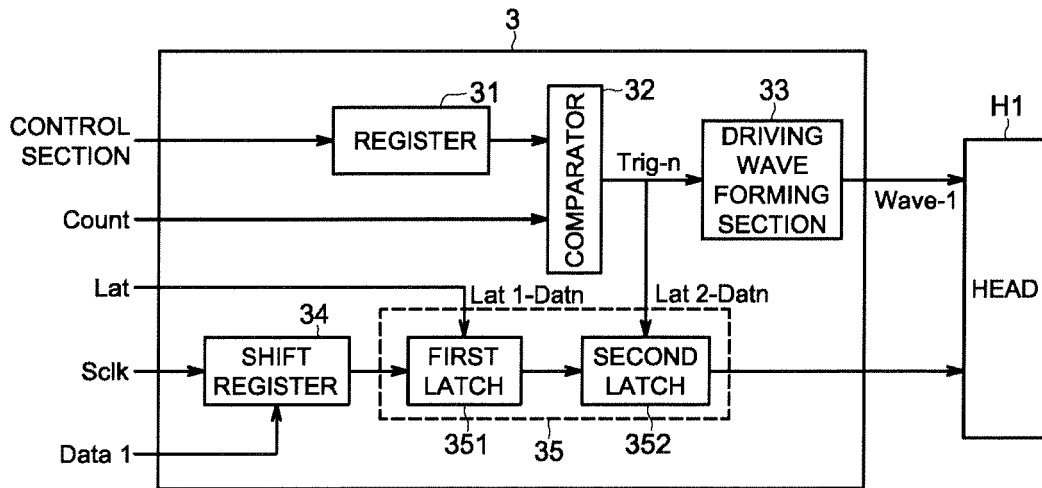 3
CONTROL
SECTION
31
REGISTER
32
COMPARATOR
33
DRIVING
WAVE
FORMING
SECTION
H1
HEAD
Trig-n
Wave-1
Count
Lat
Lat 1-Datn
Lat 2-Datn
34
Sclk
SHIFT
REGISTER
FIRST
LATCH
SECOND
LATCH
351
35
352
Data 1